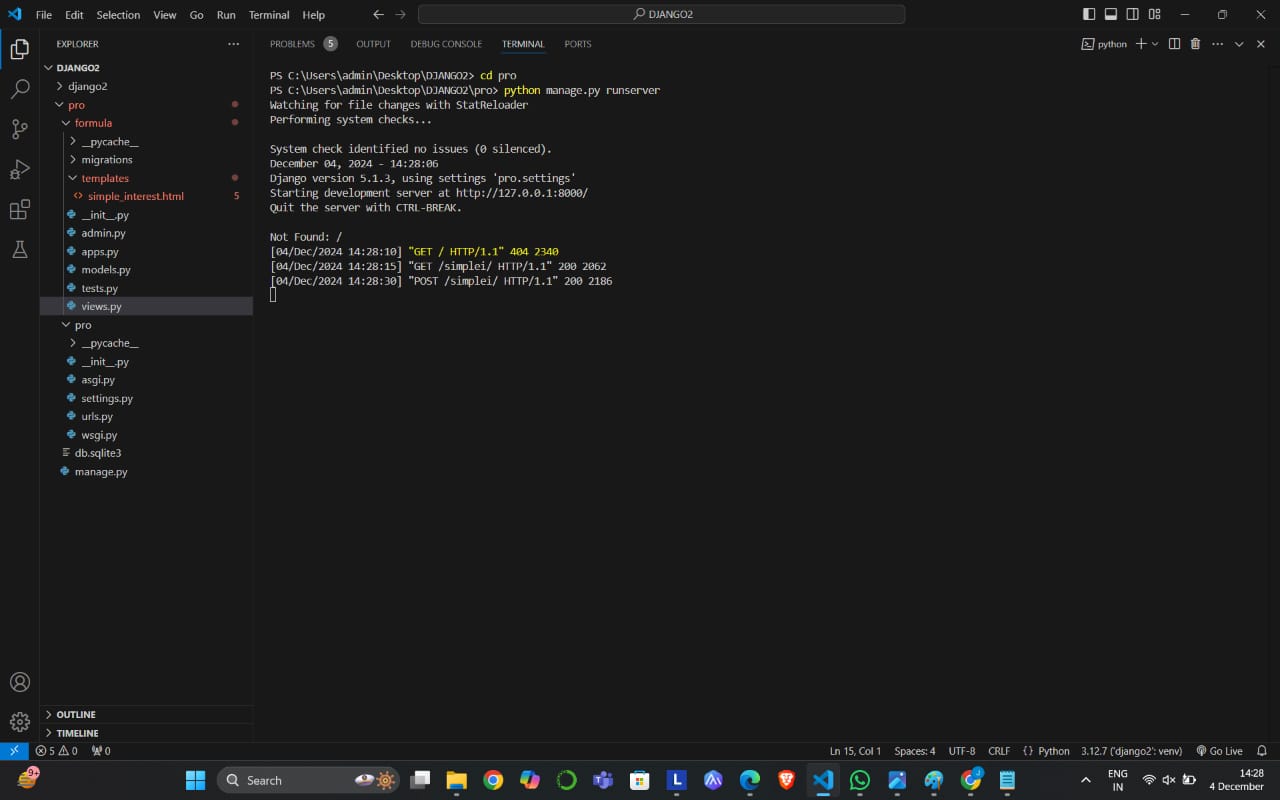 File Edit Selection View Go Run Terminal Help
DJANGO2
EXPLORER
DJANGO2
django2
pro
formula
__pycache__
migrations
templates
simple_interest.html 5
__init__.py
admin.py
apps.py
models.py
tests.py
views.py
pro
__pycache__
__init__.py
asgi.py
settings.py
urls.py
wsgi.py
db.sqlite3
manage.py
OUTLINE
TIMELINE
PROBLEMS 5 OUTPUT DEBUG CONSOLE TERMINAL PORTS
python
PS C:\Users\admin\Desktop\DJANGO2> cd pro
PS C:\Users\admin\Desktop\DJANGO2\pro> python manage.py runserver
Watching for file changes with StatReloader
Performing system checks...
System check identified no issues (0 silenced).
December 04, 2024 - 14:28:06
Django version 5.1.3, using settings 'pro.settings'
Starting development server at http://127.0.0.1:8000/
Quit the server with CTRL-BREAK.
Not Found: /
[04/Dec/2024 14:28:10] "GET / HTTP/1.1" 404 2340
[04/Dec/2024 14:28:15] "GET /simplei/ HTTP/1.1" 200 2062
[04/Dec/2024 14:28:30] "POST /simplei/ HTTP/1.1" 200 2186
5 0 0
Ln 15, Col 1 Spaces: 4 UTF-8 CRLF {} Python 3.12.7 ('django2': venv) Go Live
9+
Search
L
J
ENG
IN
14:28
4 December